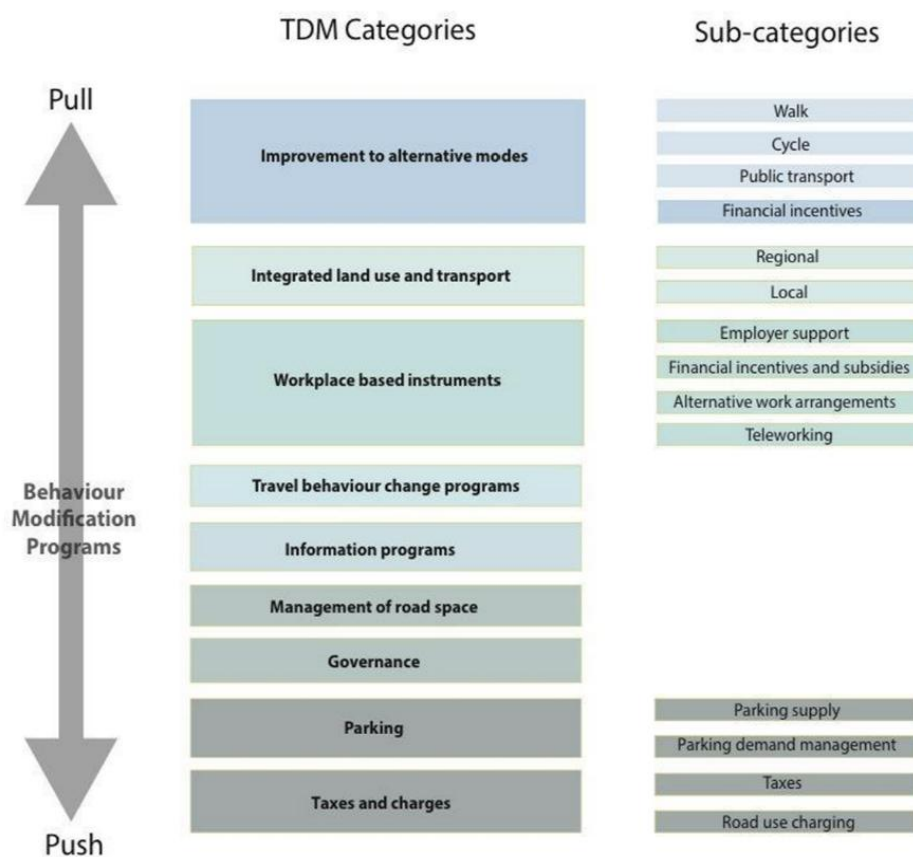 TDM Categories
Sub-categories
Pull
Improvement to alternative modes
Walk
Cycle
Public transport
Financial incentives
Integrated land use and transport
Regional
Local
Workplace based instruments
Employer support
Financial incentives and subsidies
Alternative work arrangements
Teleworking
Behaviour
Modification
Programs
Travel behaviour change programs
Information programs
Management of road space
Governance
Parking
Parking supply
Parking demand management
Taxes and charges
Taxes
Road use charging
Push